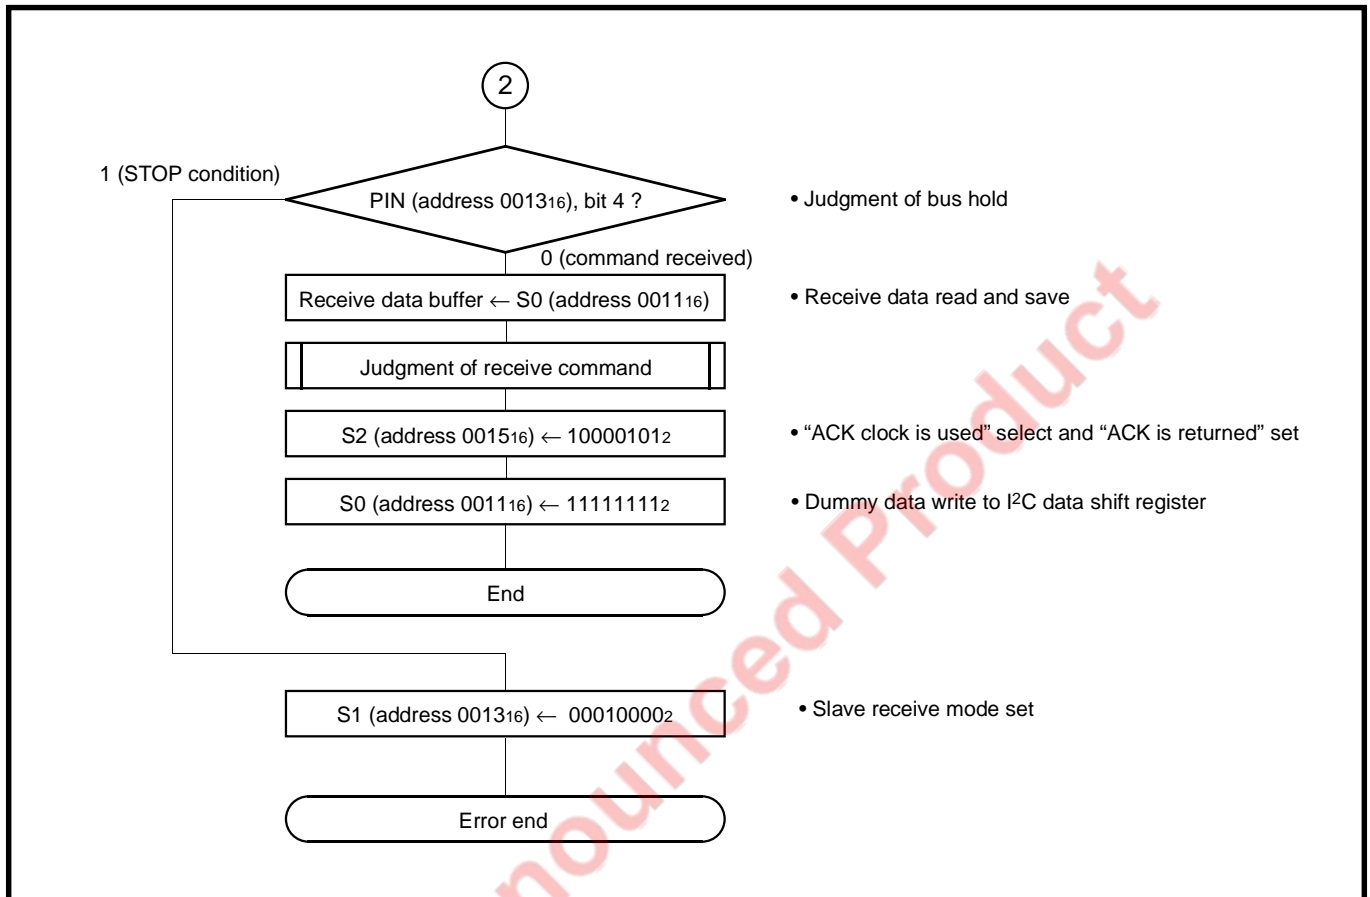 2
1 (STOP condition)
PIN (address 0013₁₆), bit 4 ?
• Judgment of bus hold
0 (command received)
Receive data buffer ← S0 (address 0011₁₆)
• Receive data read and save
Judgment of receive command
S2 (address 0015₁₆) ← 10000101₂
• “ACK clock is used” select and “ACK is returned” set
S0 (address 0011₁₆) ← 11111111₂
• Dummy data write to I²C data shift register
End
S1 (address 0013₁₆) ← 00010000₂
• Slave receive mode set
Error end
nounced Product